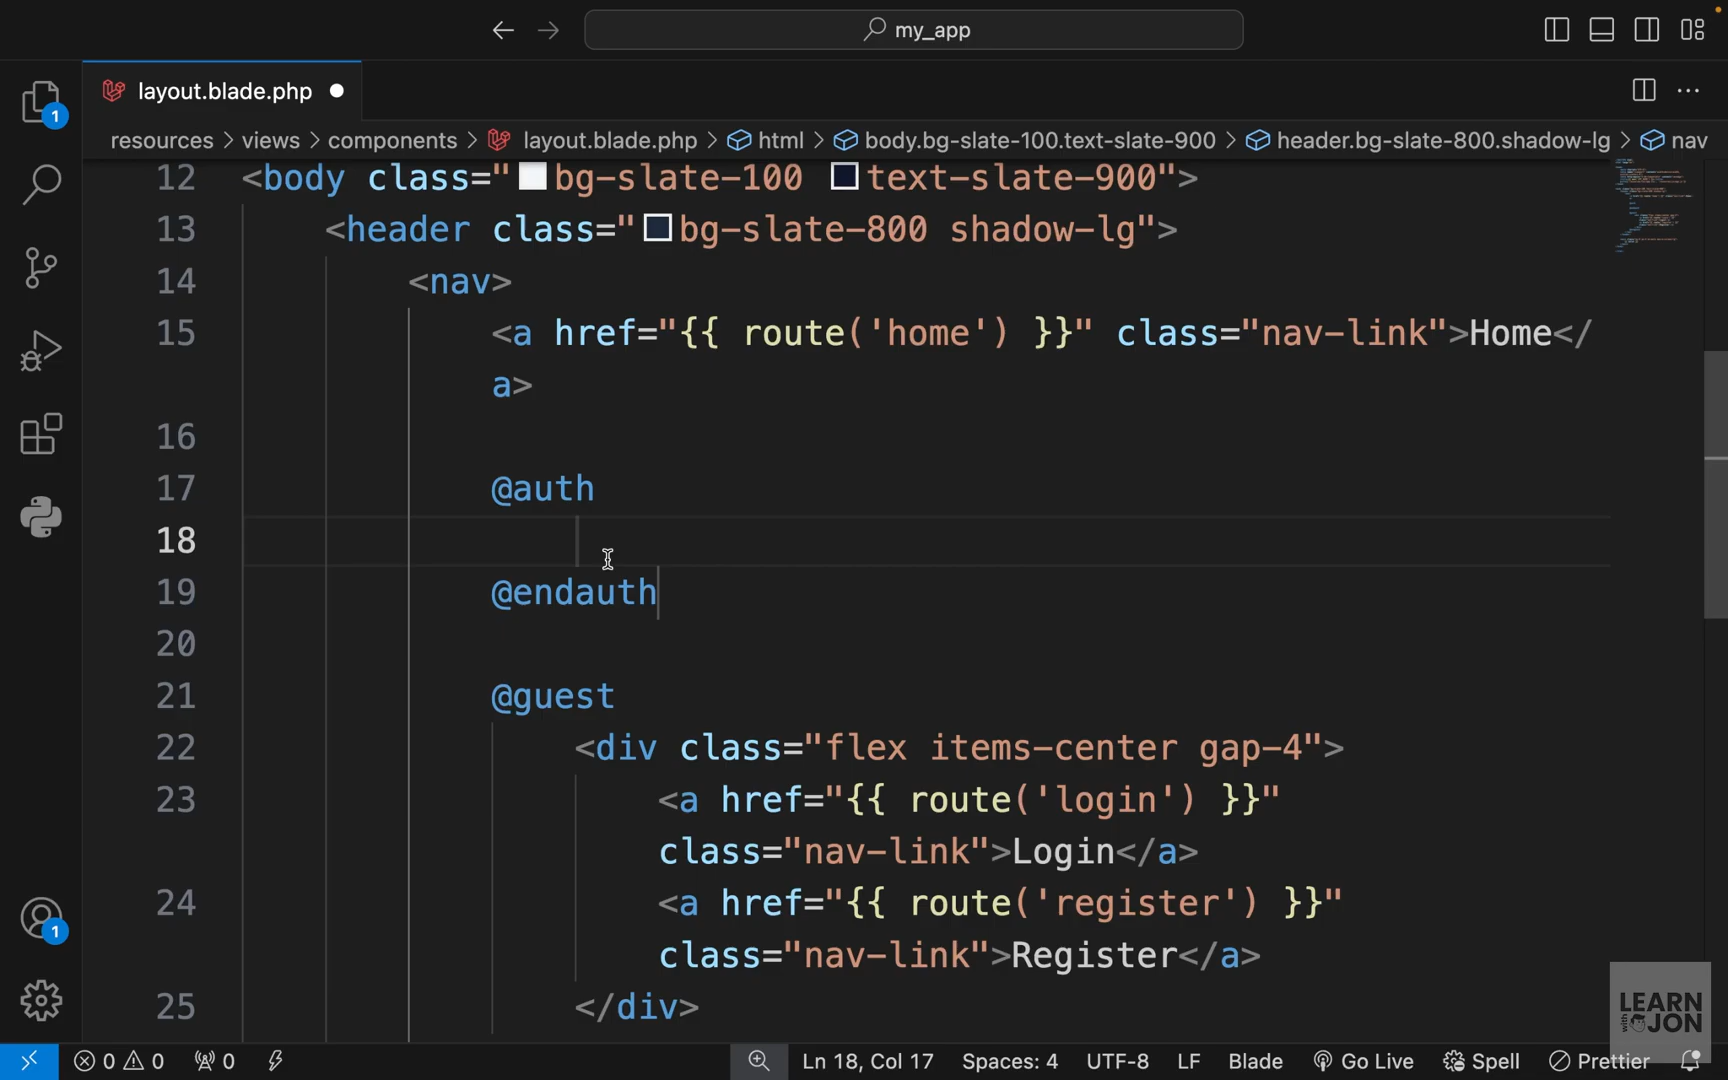 my_app
layout.blade.php
1
resources > views > components > layout.blade.php > html > body.bg-slate-100.text-slate-900 > header.bg-slate-800.shadow-lg > nav
12 <body class="bg-slate-100 text-slate-900">
13 <header class="bg-slate-800 shadow-lg">
14 <nav>
15 <a href="{{ route('home') }}" class="nav-link">Home</
a>
16
17 @auth
18
19 @endauth
20
21 @guest
22 <div class="flex items-center gap-4">
23 <a href="{{ route('login') }}"
class="nav-link">Login</a>
24 <a href="{{ route('register') }}"
class="nav-link">Register</a>
25 </div>
1
LEARN
with JON
0 0 0 Ln 18, Col 17 Spaces: 4 UTF-8 LF Blade Go Live Spell Prettier